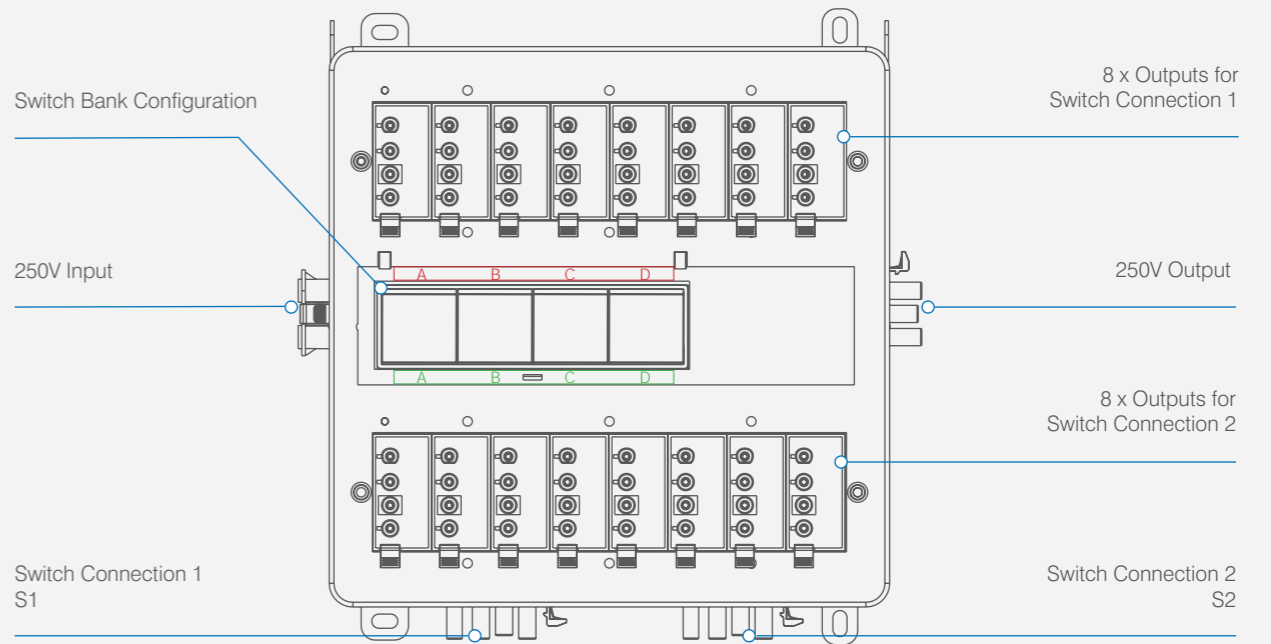 Switch Bank Configuration
8 x Outputs for
Switch Connection 1
250V Input
A B C D
250V Output
A B C D
8 x Outputs for
Switch Connection 2
Switch Connection 1
S1
Switch Connection 2
S2